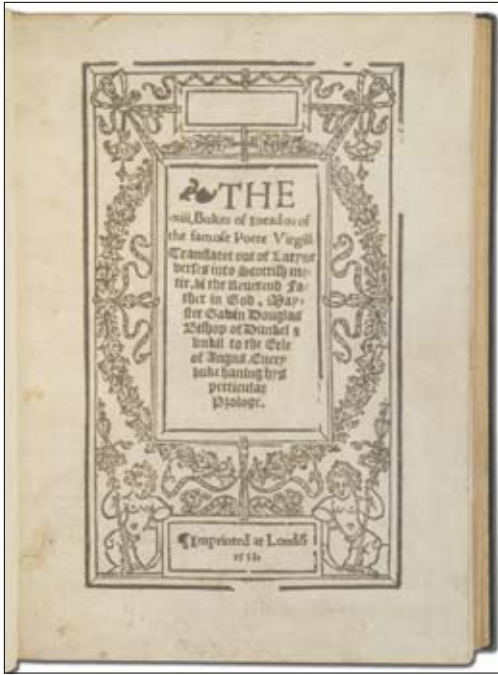 THE
.xiii. Bukes of Eneados of
the famose Poete Virgill
Translatet out of Latyne
verses into Scottish me-
tir, bi the Reuerend Fa-
ther in God, May-
ster Gawin Douglas
Bishop of Dunkel &
unkil to the Erle
of Angus. Euery
buke hauing hys
perticular
Prologe.
¶Imprinted at Londō
1553